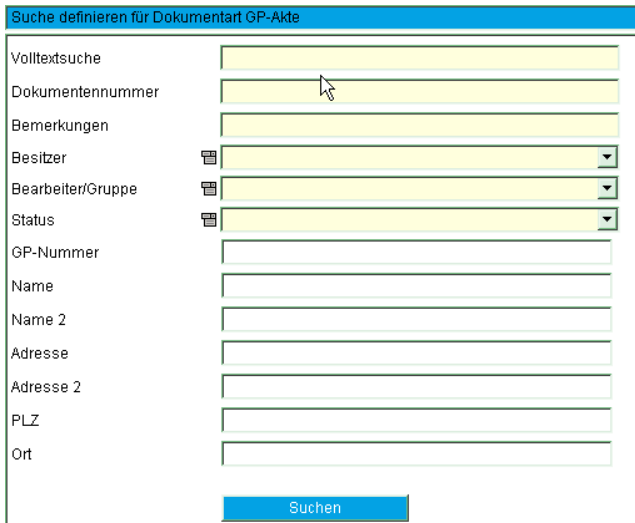 Suche definieren für Dokumentart GP-Akte
Volltextsuche
Dokumentennummer
Bemerkungen
Besitzer
Bearbeiter/Gruppe
Status
GP-Nummer
Name
Name 2
Adresse
Adresse 2
PLZ
Ort
Suchen